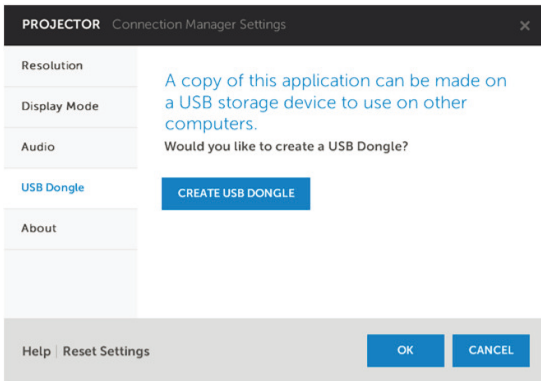 PROJECTOR Connection Manager Settings ×
Resolution
Display Mode
Audio
USB Dongle
About
A copy of this application can be made on
a USB storage device to use on other
computers.
Would you like to create a USB Dongle?
CREATE USB DONGLE
Help | Reset Settings
OK
CANCEL